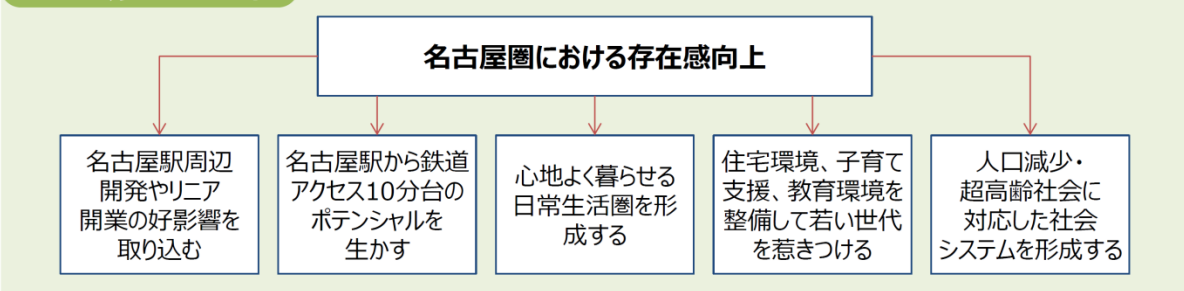 名古屋圏における存在感向上
名古屋駅周辺
開発やリニア
開業の好影響を
取り込む
名古屋駅から鉄道
アクセス10分台の
ポテンシャルを
生かす
心地よく暮らせる
日常生活圏を形
成する
住宅環境、子育て
支援、教育環境を
整備して若い世代
を惹きつける
人口減少・
超高齢社会に
対応した社会
システムを形成する